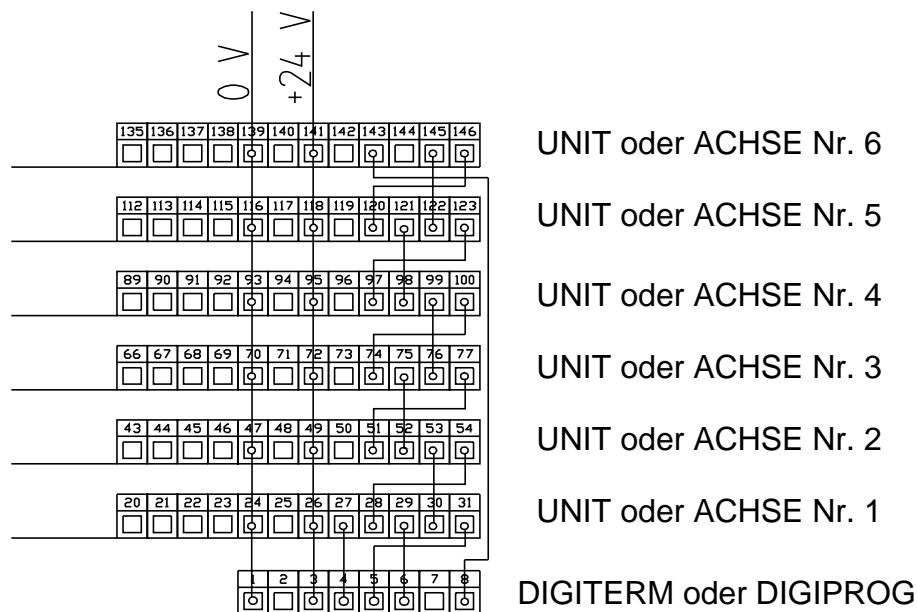 0 V
+24 V
135 136 137 138 139 140 141 142 143 144 145 146
UNIT oder ACHSE Nr. 6
112 113 114 115 116 117 118 119 120 121 122 123
UNIT oder ACHSE Nr. 5
89 90 91 92 93 94 95 96 97 98 99 100
UNIT oder ACHSE Nr. 4
66 67 68 69 70 71 72 73 74 75 76 77
UNIT oder ACHSE Nr. 3
43 44 45 46 47 48 49 50 51 52 53 54
UNIT oder ACHSE Nr. 2
20 21 22 23 24 25 26 27 28 29 30 31
UNIT oder ACHSE Nr. 1
1 2 3 4 5 6 7 8
DIGITERM oder DIGIPROG